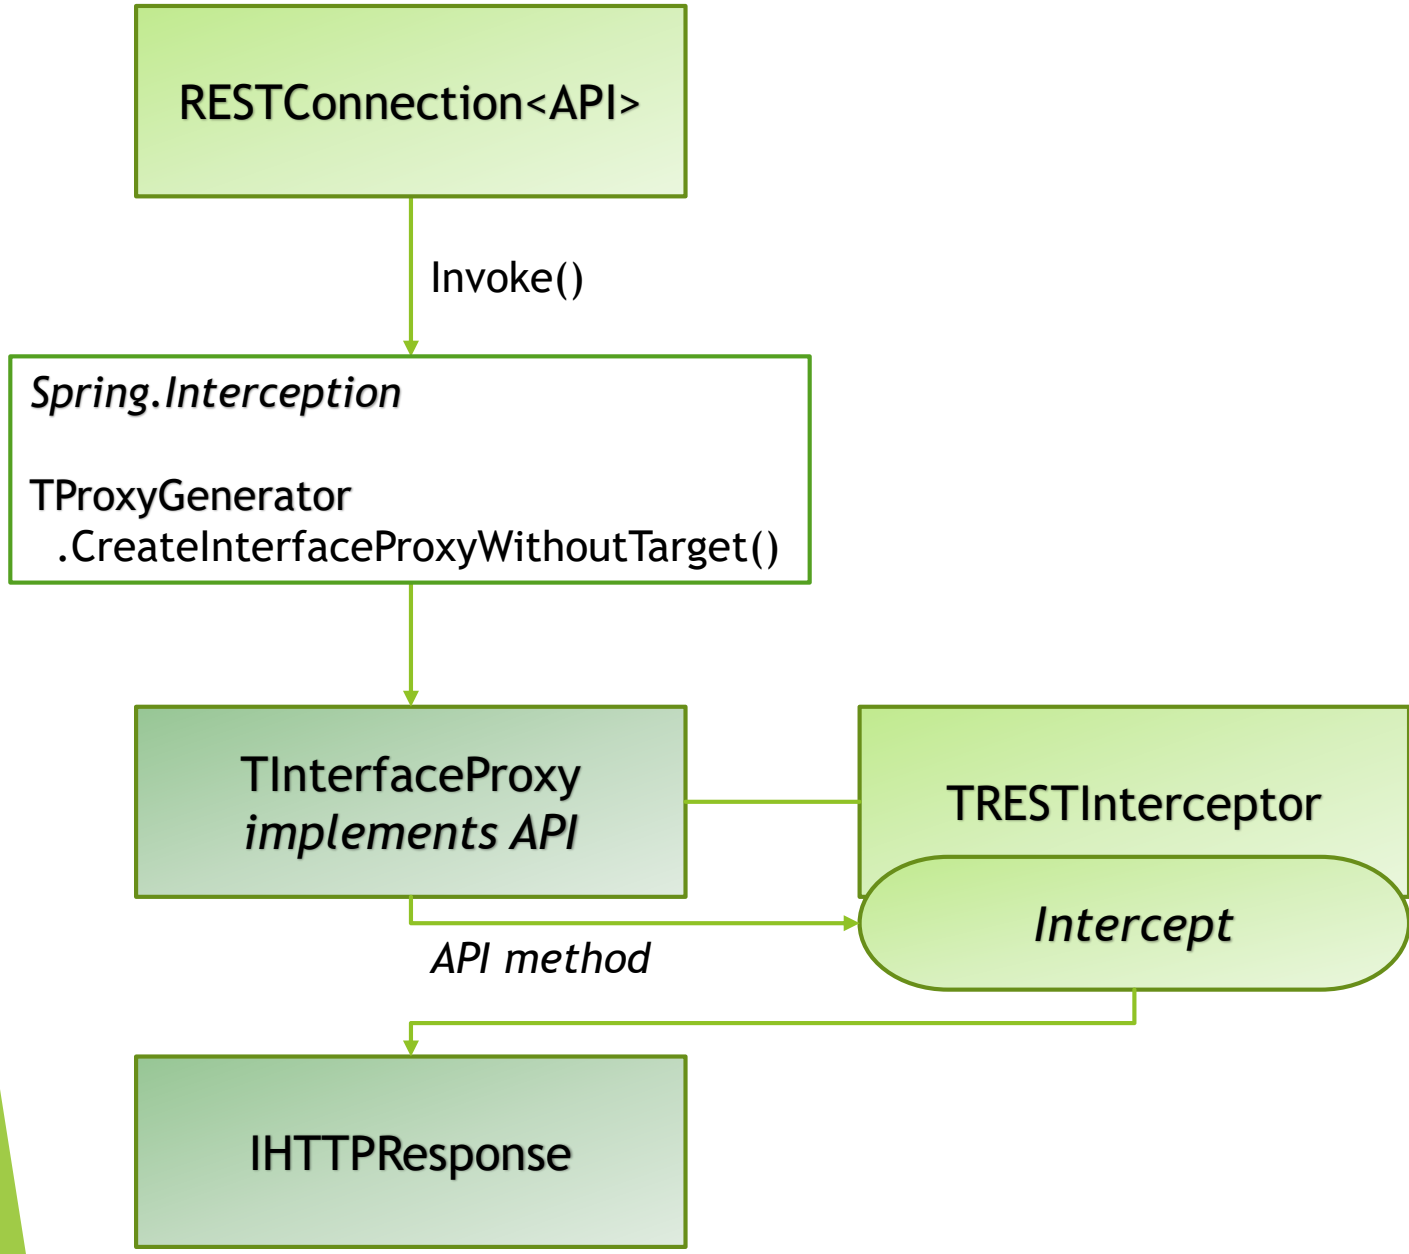 RESTConnection<API>
Invoke()
Spring.Interception
TProxyGenerator
.CreateInterfaceProxyWithoutTarget()
TInterfaceProxy
implements API
TRESTInterceptor
Intercept
API method
IHTTPResponse